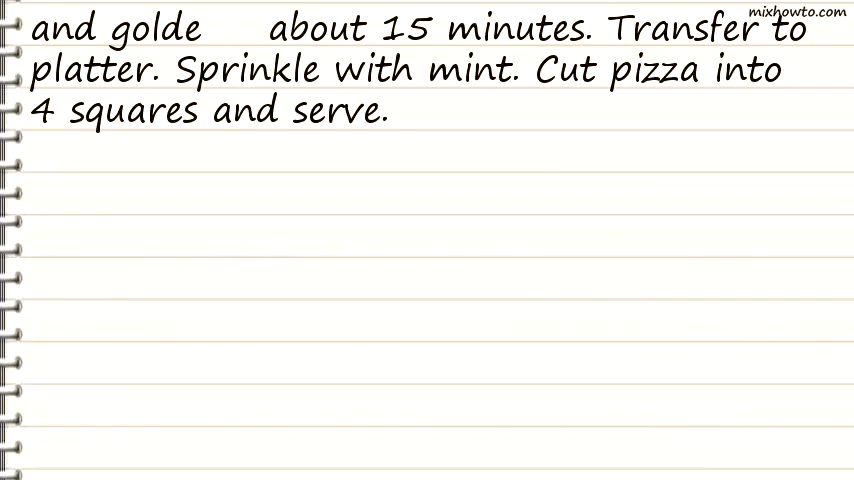 mixhowto.com
and golde about 15 minutes. Transfer to
platter. Sprinkle with mint. Cut pizza into
4 squares and serve.